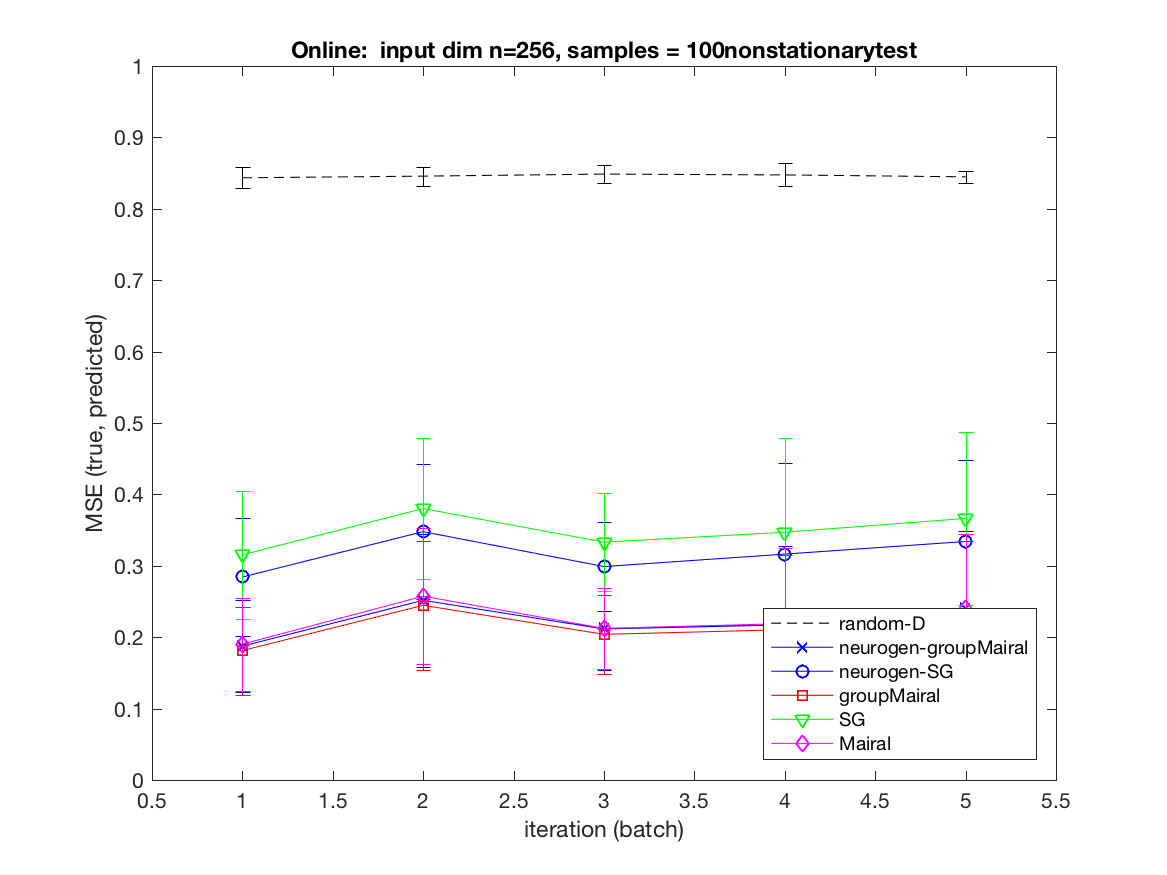 Online:  input dim n=256, samples = 100nonstationarytest
MSE (true, predicted)
1
0.9
0.8
0.7
0.6
0.5
0.4
0.3
0.2
0.1
0
random-D
neurogen-groupMairal
neurogen-SG
groupMairal
SG
Mairal
0.5 1 1.5 2 2.5 3 3.5 4 4.5 5 5.5
iteration (batch)